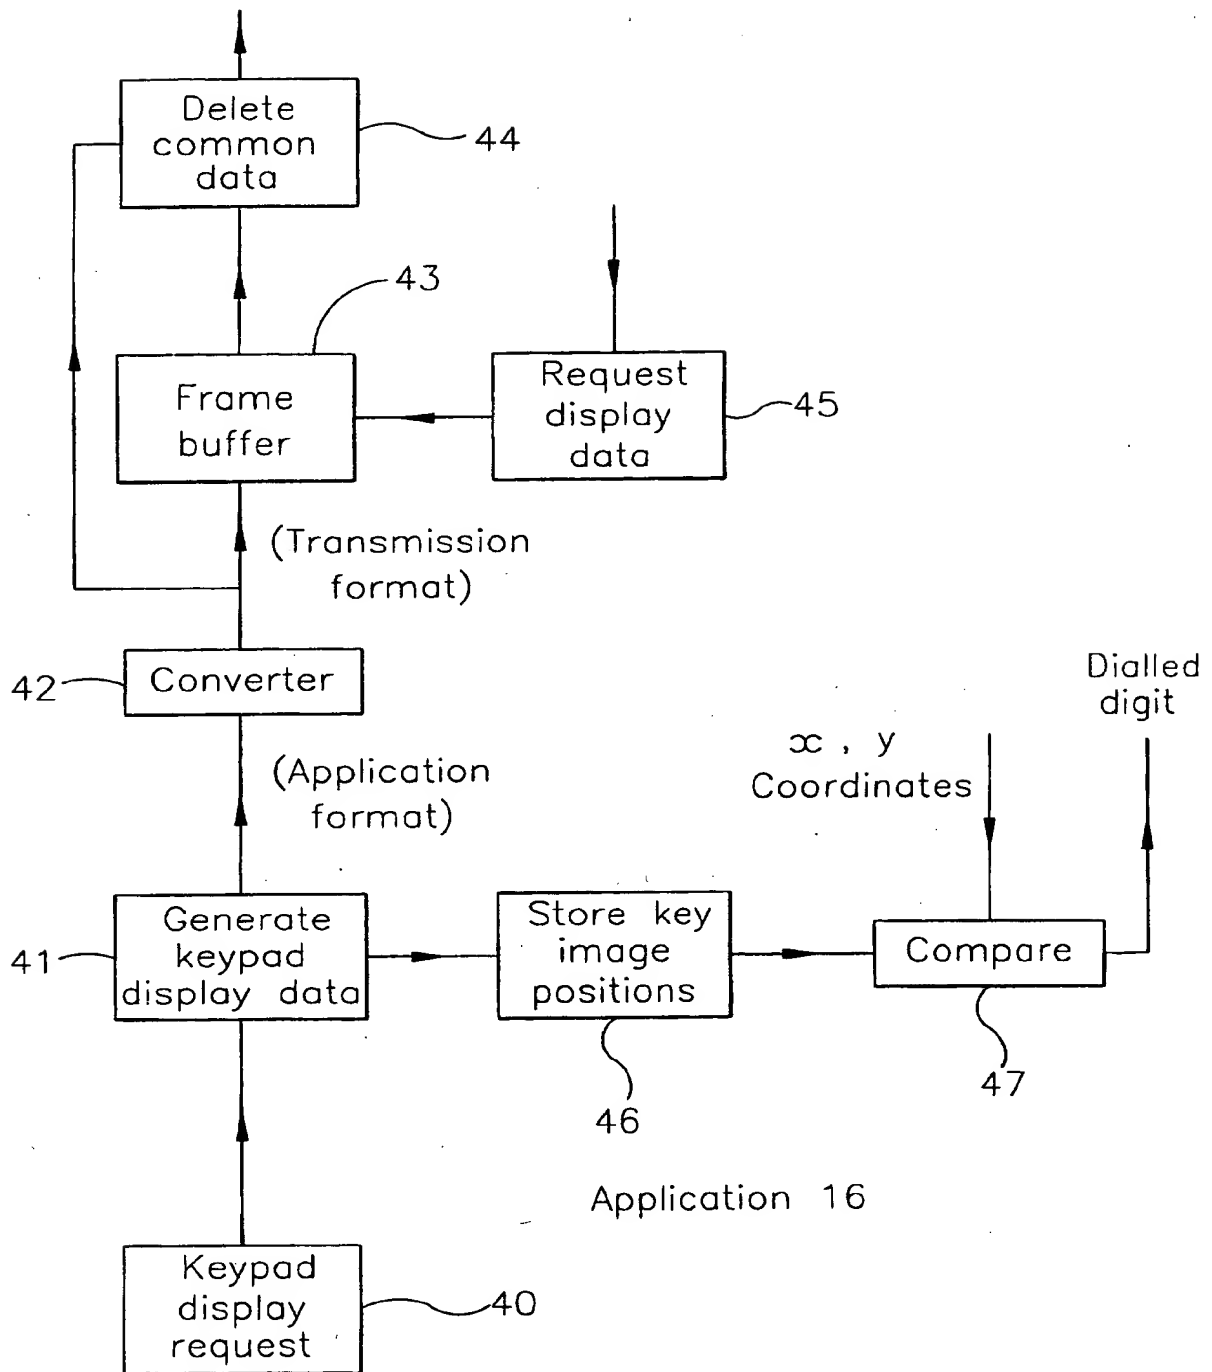 Delete
common
data
44
43
Frame
buffer
Request
display
data
45
(Transmission
format)
42
Converter
Dialled
digit
x , y
Coordinates
(Application
format)
41
Generate
keypad
display data
Store key
image
positions
Compare
46
47
Application 16
Keypad
display
request
40